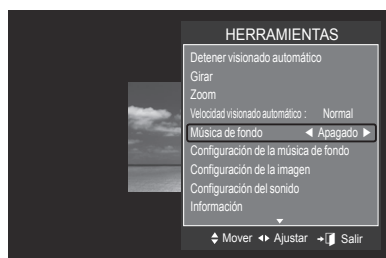 HERRAMIENTAS
Detener visionado automático
Girar
Zoom
Velocidad visionado automático : Normal
Música de fondo ◀ Apagado ▶
Configuración de la música de fondo
Configuración de la imagen
Configuración del sonido
Información
Mover Ajustar Salir